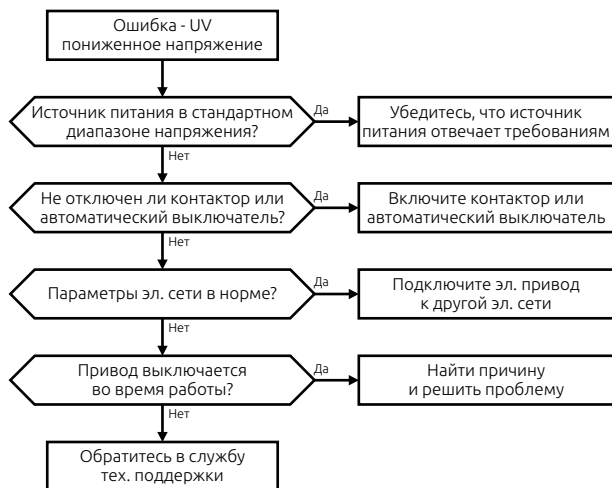 Ошибка - UV
пониженное напряжение
Источник питания в стандартном
диапазоне напряжения?
Да
Убедитесь, что источник
питания отвечает требованиям
Нет
Не отключен ли контактор или
автоматический выключатель?
Да
Включите контактор или
автоматический выключатель
Нет
Параметры эл. сети в норме?
Да
Подключите эл. привод
к другой эл. сети
Нет
Привод выключается
во время работы?
Да
Найти причину
и решить проблему
Нет
Обратитесь в службу
тех. поддержки